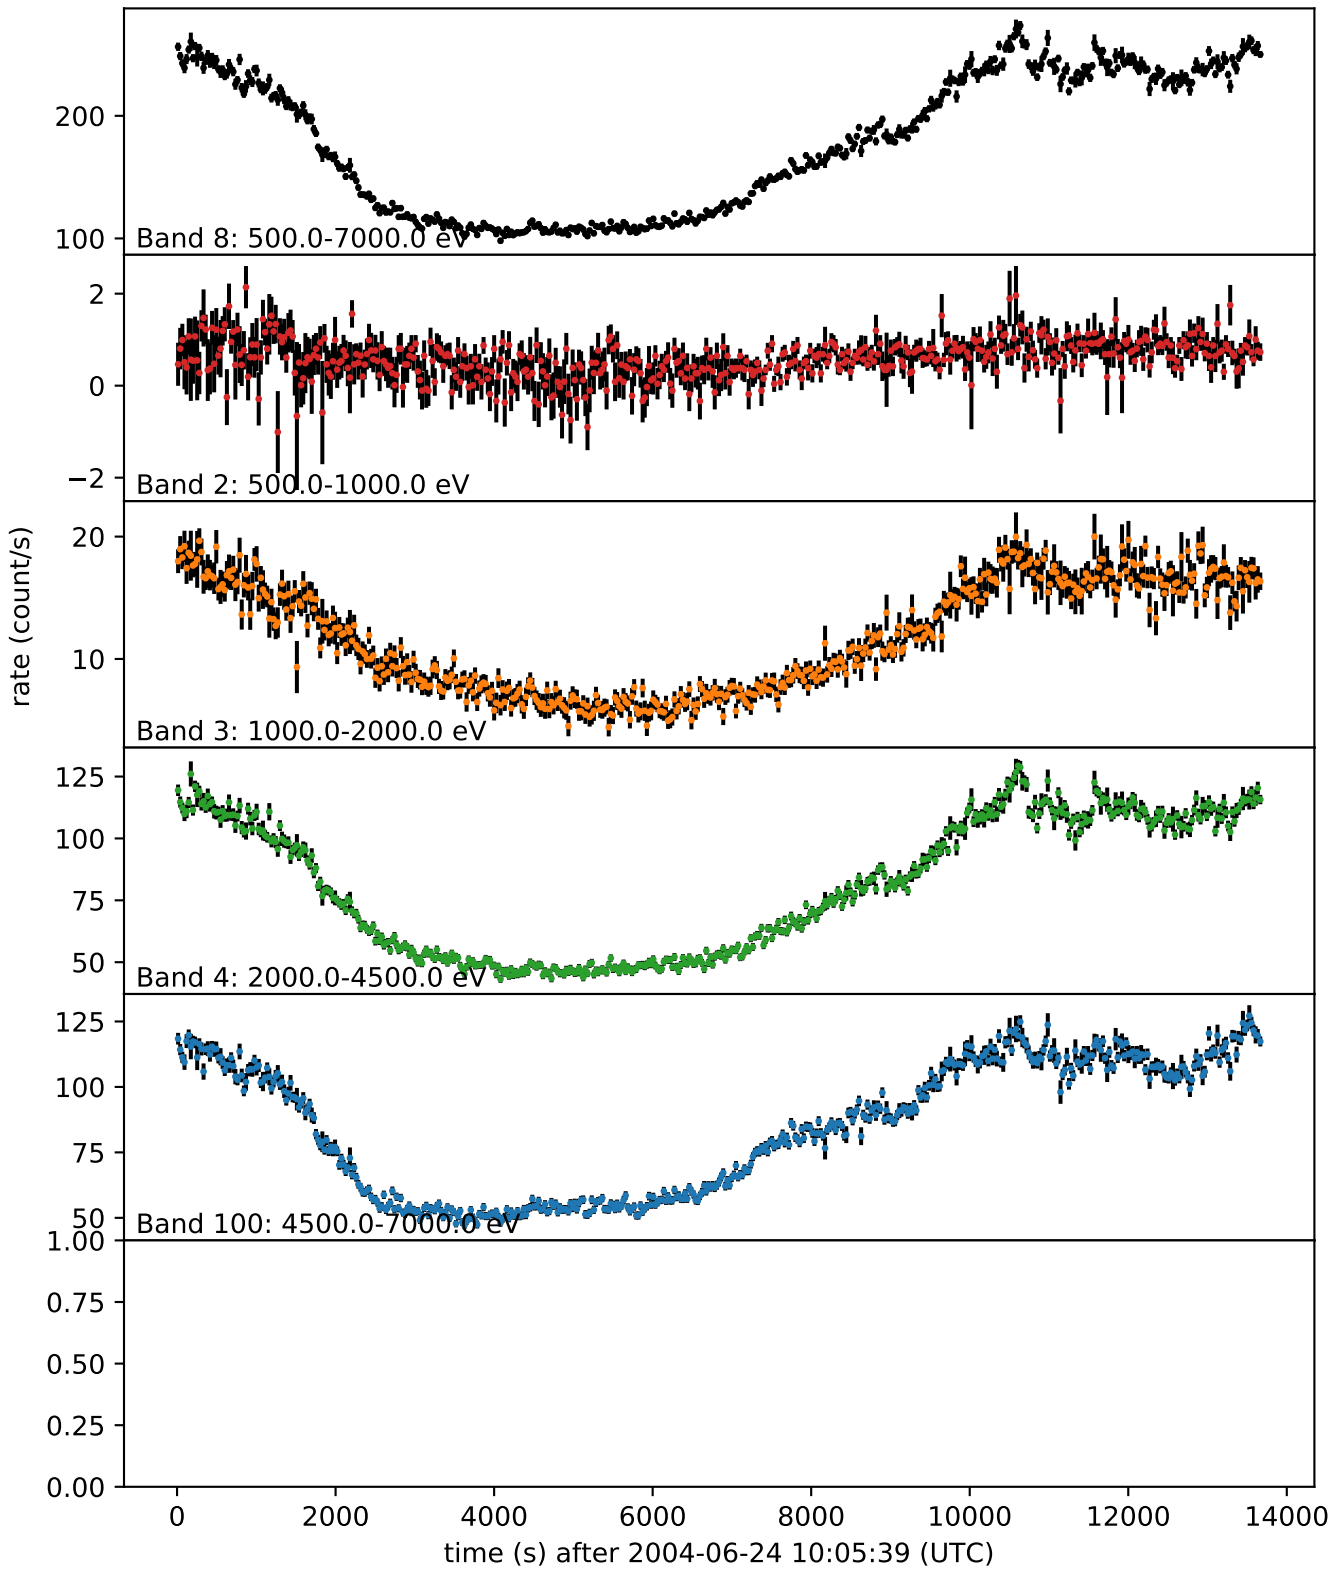 200
100
Band 8: 500.0-7000.0 eV
2
0
−2
Band 2: 500.0-1000.0 eV
20
10
Band 3: 1000.0-2000.0 eV
rate (count/s)
125
100
75
50
Band 4: 2000.0-4500.0 eV
125
100
75
50
Band 100: 4500.0-7000.0 eV
1.00
0.75
0.50
0.25
0.00
0 2000 4000 6000 8000 10000 12000 14000
time (s) after 2004-06-24 10:05:39 (UTC)